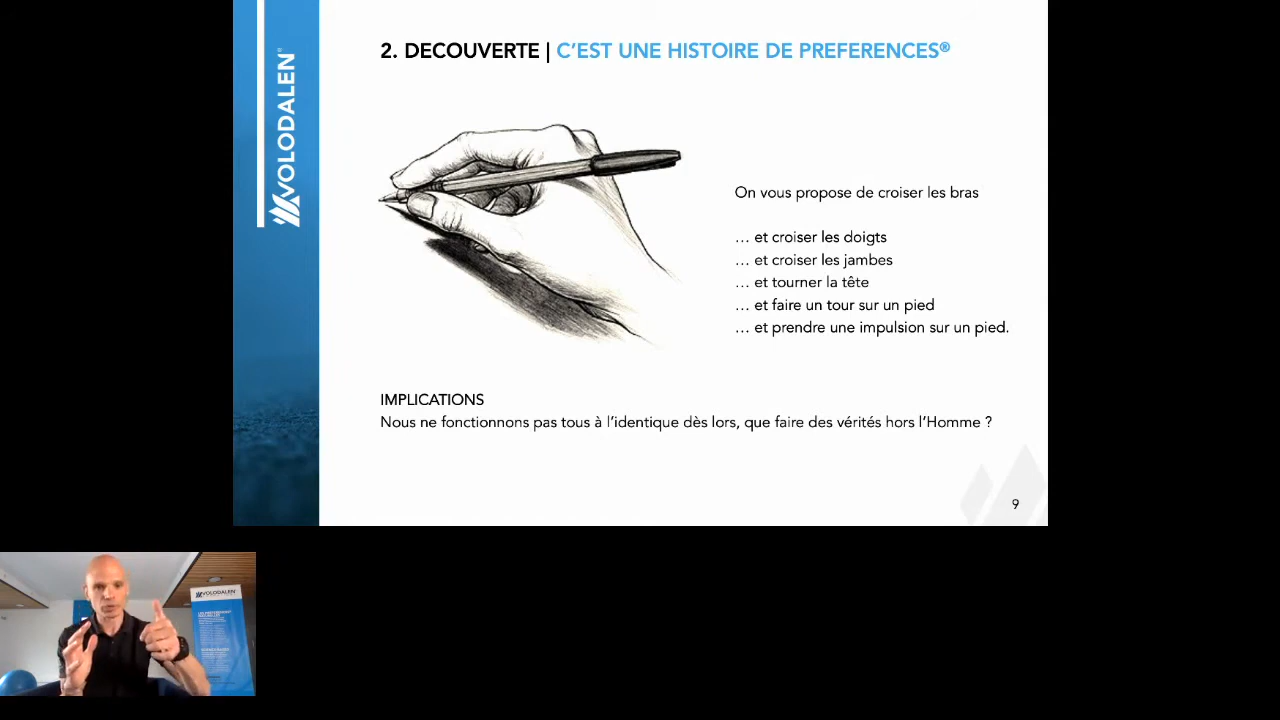 VOLODALEN®
2. DECOUVERTE | C'EST UNE HISTOIRE DE PREFERENCES®
On vous propose de croiser les bras
… et croiser les doigts
… et croiser les jambes
… et tourner la tête
… et faire un tour sur un pied
… et prendre une impulsion sur un pied.
IMPLICATIONS
Nous ne fonctionnons pas tous à l'identique dès lors, que faire des vérités hors l'Homme ?
9
VOLODALEN